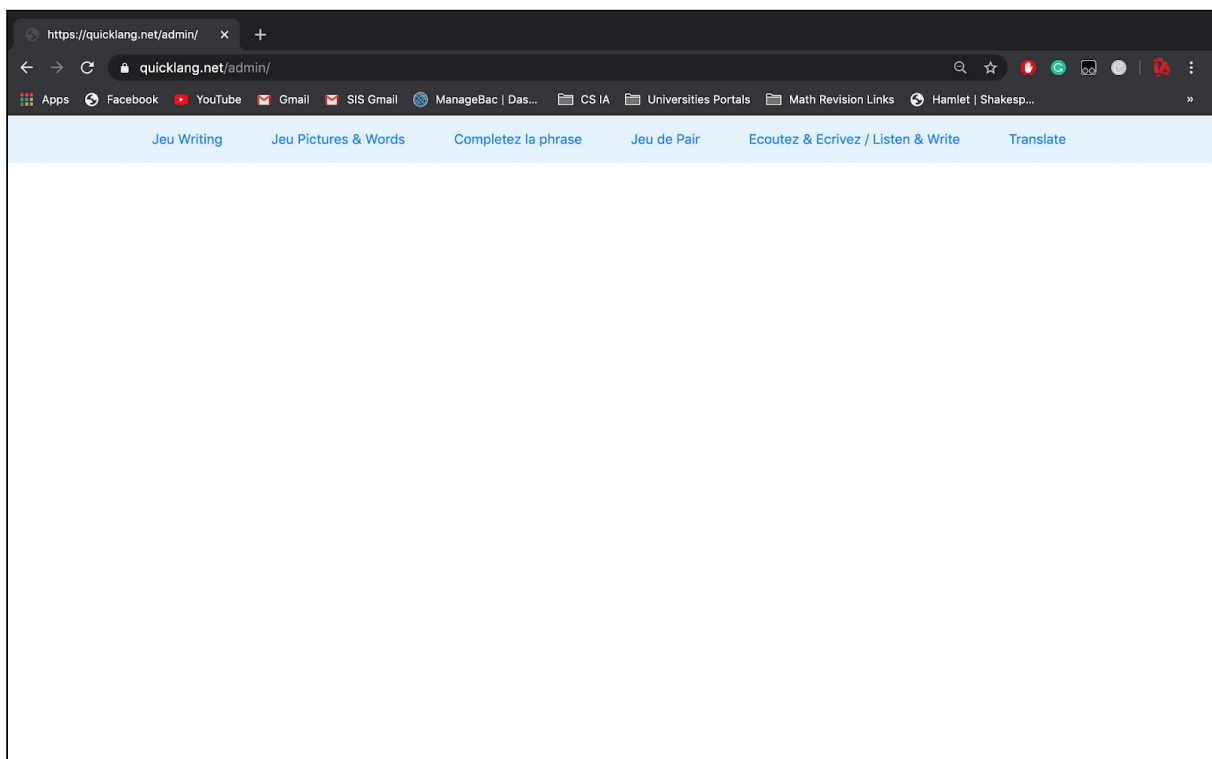 https://quicklang.net/admin/
quicklang.net/admin/
Apps Facebook YouTube Gmail SIS Gmail ManageBac | Das... CS IA Universities Portals Math Revision Links Hamlet | Shakesp... »
Jeu Writing Jeu Pictures & Words Completez la phrase Jeu de Pair Ecoutez & Ecrivez / Listen & Write Translate